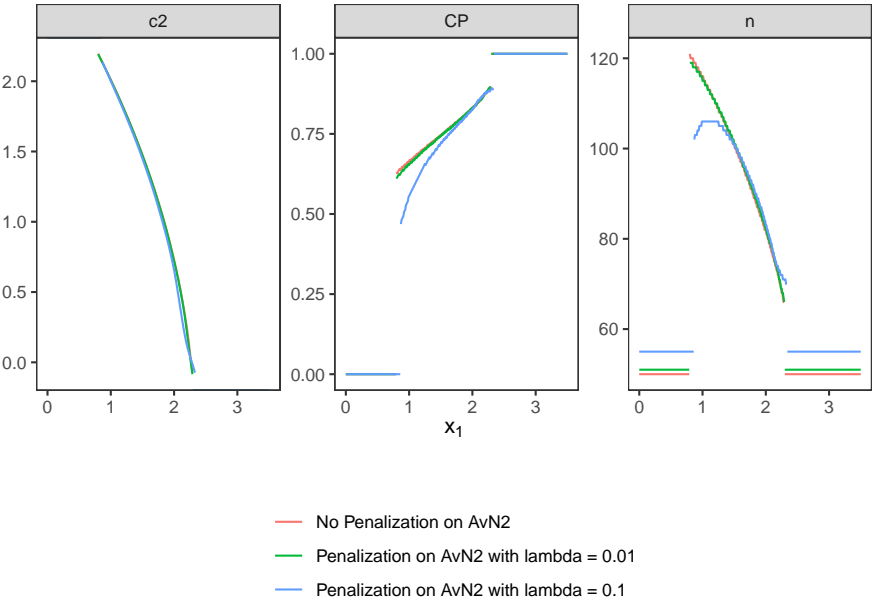 c2
CP
n
2.0
1.5
1.0
0.5
0.0
1.00
0.75
0.50
0.25
0.00
120
100
80
60
0 1 2 3
0 1 2 3
0 1 2 3
x1
No Penalization on AvN2
Penalization on AvN2 with lambda = 0.01
Penalization on AvN2 with lambda = 0.1